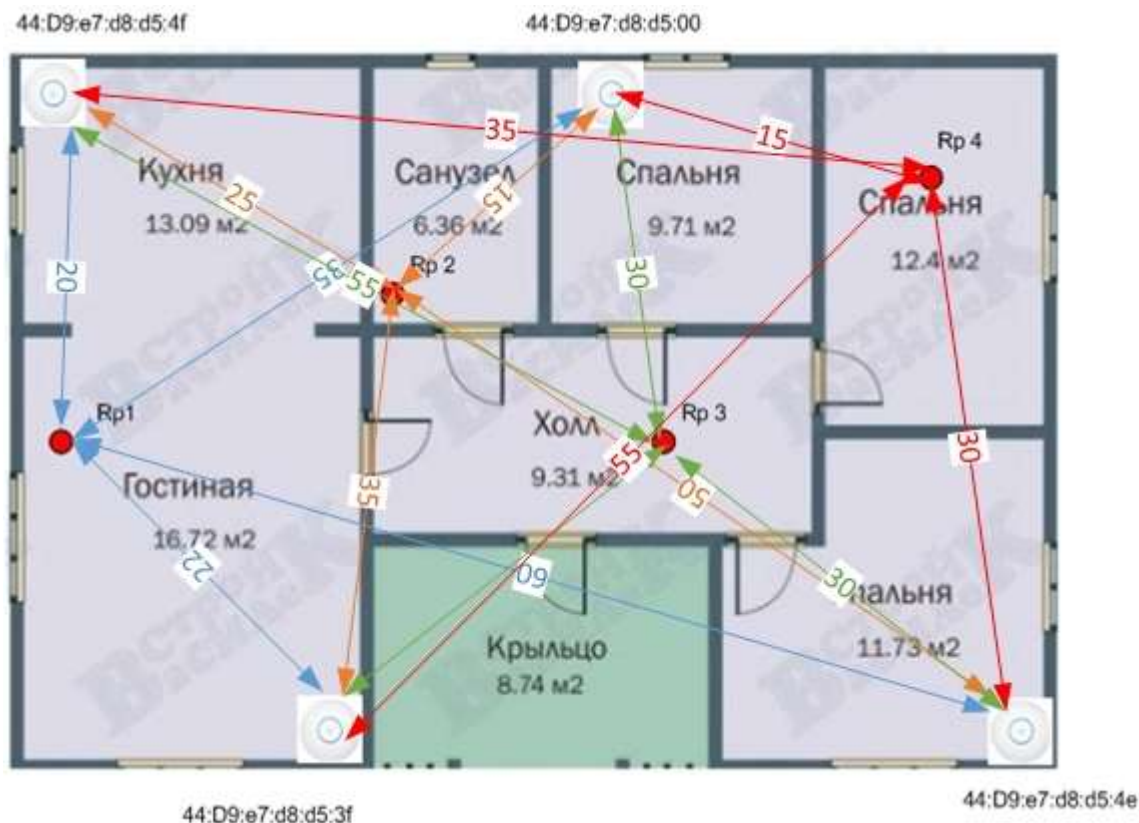 44:D9:e7:d8:d5:4f
44:D9:e7:d8:d5:00
35
15
Rp 4
Кухня
13.09 м2
Санузел
6.36 м2
Спальня
9.71 м2
Спальня
12.4 м2
25
15
20
55
Rp 2
30
Rp1
Холл
9.31 м2
Rp 3
55
30
Гостиная
16.72 м2
35
50
22
60
30
пальня
11.73 м2
Крыльцо
8.74 м2
44:D9:e7:d8:d5:3f
44:D9:e7:d8:d5:4e